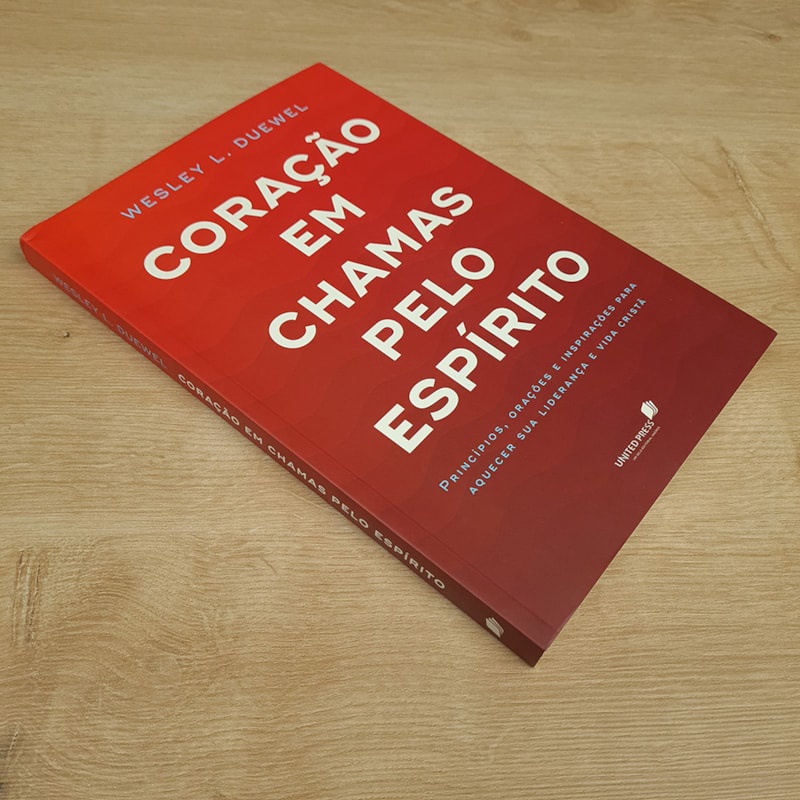 WESLEY L. DUEWEL
CORAÇÃO
EM
CHAMAS
PELO
ESPÍRITO
PRINCÍPIOS, ORAÇÕES E INSPIRAÇÕES PARA
AQUECER SUA LIDERANÇA E VIDA CRISTÃ
UNITED PRESS
WESLEY L. DUEWEL CORAÇÃO EM CHAMAS PELO ESPÍRITO